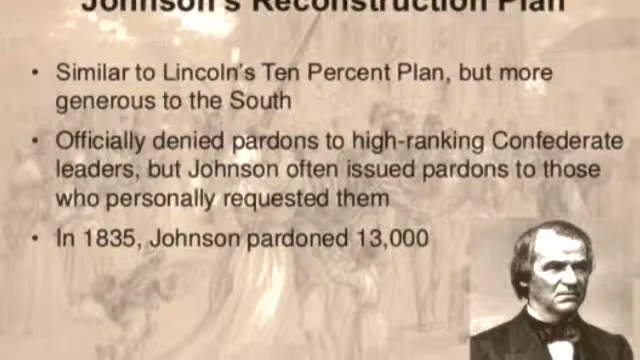 Johnson's Reconstruction Plan
• Similar to Lincoln's Ten Percent Plan, but more
generous to the South
• Officially denied pardons to high-ranking Confederate
leaders, but Johnson often issued pardons to those
who personally requested them
• In 1835, Johnson pardoned 13,000